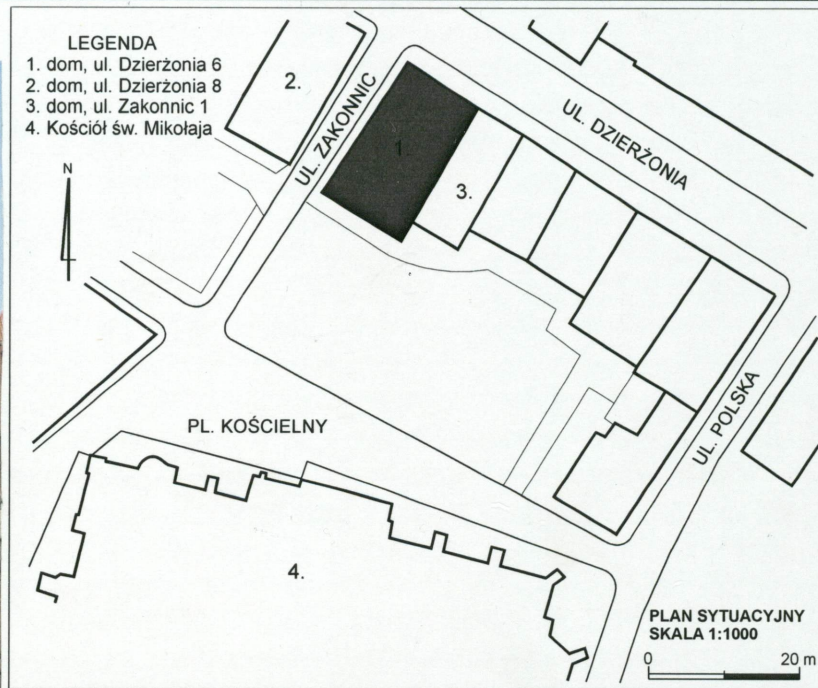 LEGENDA
1. dom, ul. Dzierżonia 6
2. dom, ul. Dzierżonia 8
3. dom, ul. Zakonnic 1
4. Kościół św. Mikołaja
N
2.
UL. ZAKONNIC
1.
3.
UL. DZIERŻONIA
PL. KOŚCIELNY
UL. POLSKA
4.
PLAN SYTUACYJNY
SKALA 1:1000
0 20 m